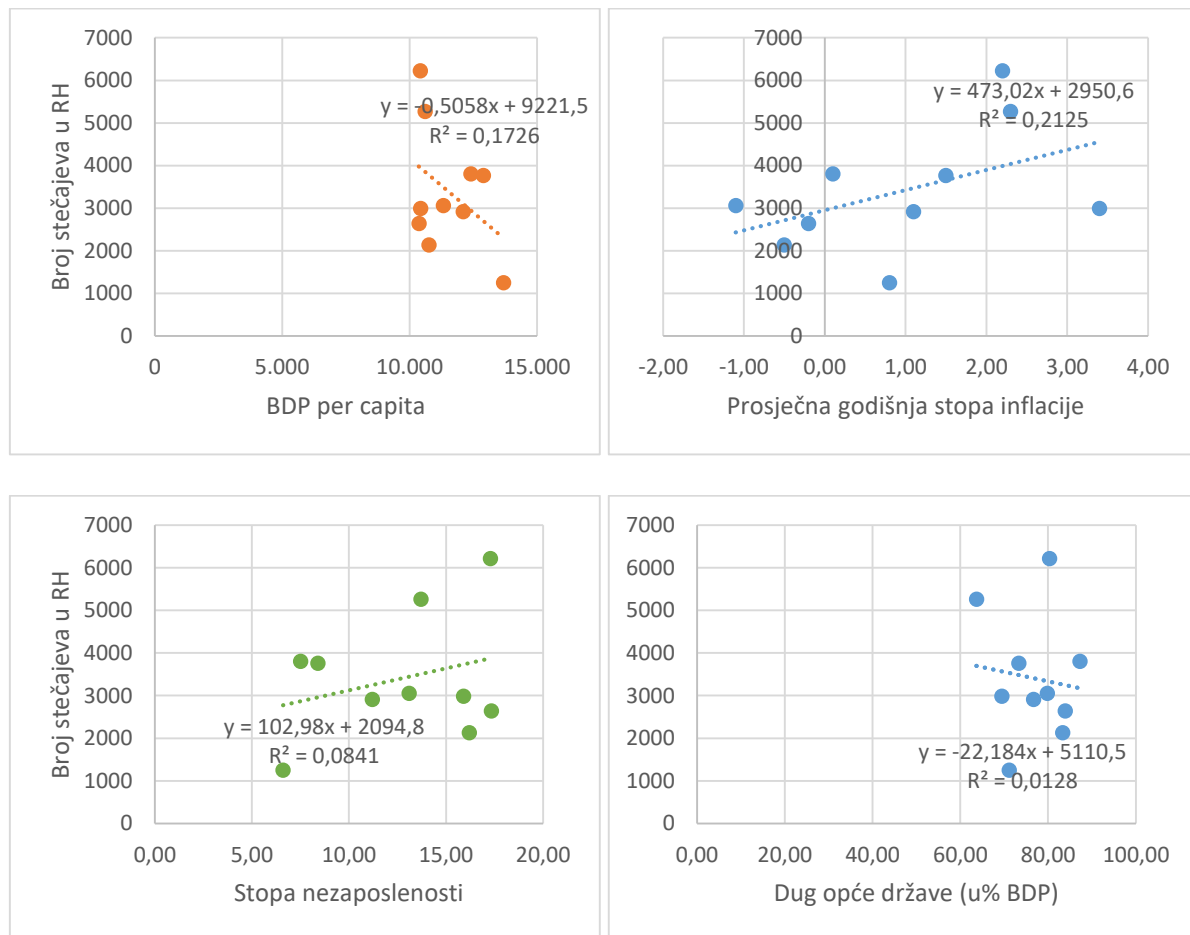 7000
6000
5000
4000
3000
2000
1000
0
Broj stečajeva u RH
y = -0,5058x + 9221,5
R² = 0,1726
0 5.000 10.000 15.000
BDP per capita
7000
6000
5000
4000
3000
2000
1000
0
y = 473,02x + 2950,6
R² = 0,2125
-2,00 -1,00 0,00 1,00 2,00 3,00 4,00
Prosječna godišnja stopa inflacije
7000
6000
5000
4000
3000
2000
1000
0
Broj stečajeva u RH
y = 102,98x + 2094,8
R² = 0,0841
0,00 5,00 10,00 15,00 20,00
Stopa nezaposlenosti
7000
6000
5000
4000
3000
2000
1000
0
y = -22,184x + 5110,5
R² = 0,0128
0,00 20,00 40,00 60,00 80,00 100,00
Dug opće države (u% BDP)